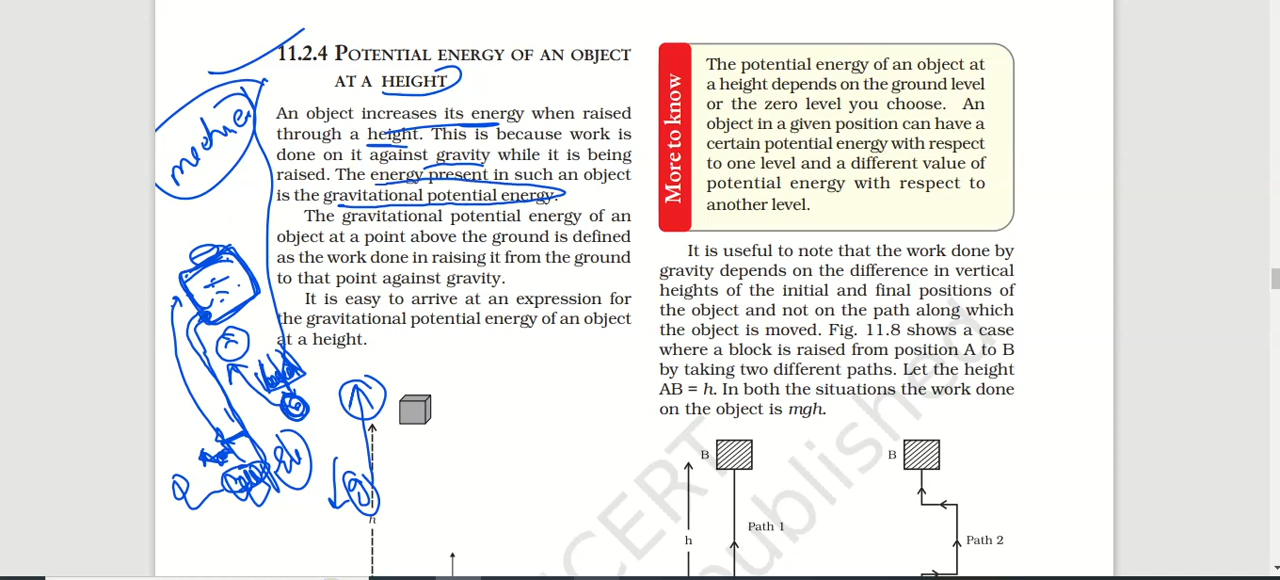 11.2.4 POTENTIAL ENERGY OF AN OBJECT
AT A HEIGHT
An object increases its energy when raised
through a height. This is because work is
done on it against gravity while it is being
raised. The energy present in such an object
is the gravitational potential energy.
The gravitational potential energy of an
object at a point above the ground is defined
as the work done in raising it from the ground
to that point against gravity.
It is easy to arrive at an expression for
the gravitational potential energy of an object
at a height.
h
More to know
The potential energy of an object at
a height depends on the ground level
or the zero level you choose. An
object in a given position can have a
certain potential energy with respect
to one level and a different value of
potential energy with respect to
another level.
It is useful to note that the work done by
gravity depends on the difference in vertical
heights of the initial and final positions of
the object and not on the path along which
the object is moved. Fig. 11.8 shows a case
where a block is raised from position A to B
by taking two different paths. Let the height
AB = h. In both the situations the work done
on the object is mgh.
B
Path 1
h
B
Path 2